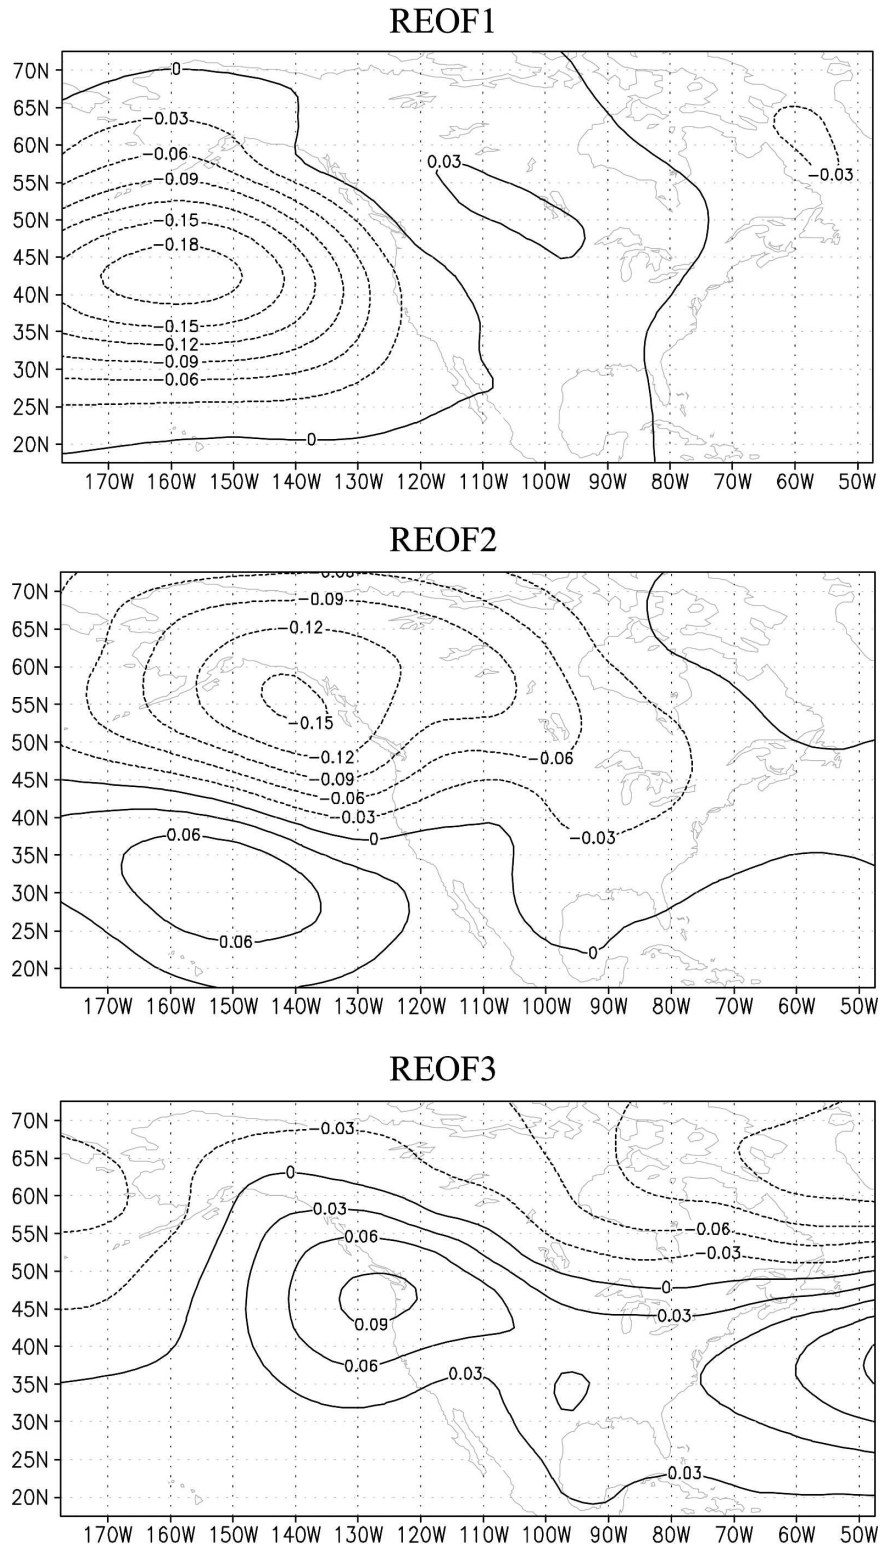 REOF1
70N
0
65N
-0.03
60N
-0.06
0.03
55N
-0.09
-0.03
50N
-0.15
-0.18
45N
40N
-0.15
35N
-0.12
30N
-0.09
-0.06
25N
20N
0
170W 160W 150W 140W 130W 120W 110W 100W 90W 80W 70W 60W 50W
REOF2
70N
-0.09
65N
-0.12
60N
55N
-0.15
50N
-0.12
-0.06
45N
-0.09
-0.06
40N
-0.03
0.06
0
-0.03
35N
30N
25N
0.06
0
20N
170W 160W 150W 140W 130W 120W 110W 100W 90W 80W 70W 60W 50W
REOF3
70N
-0.03
65N
0
60N
0.03
55N
-0.06
0.06
-0.03
50N
0
45N
0.03
0.09
40N
0.06
0.03
35N
30N
25N
0.03
20N
170W 160W 150W 140W 130W 120W 110W 100W 90W 80W 70W 60W 50W